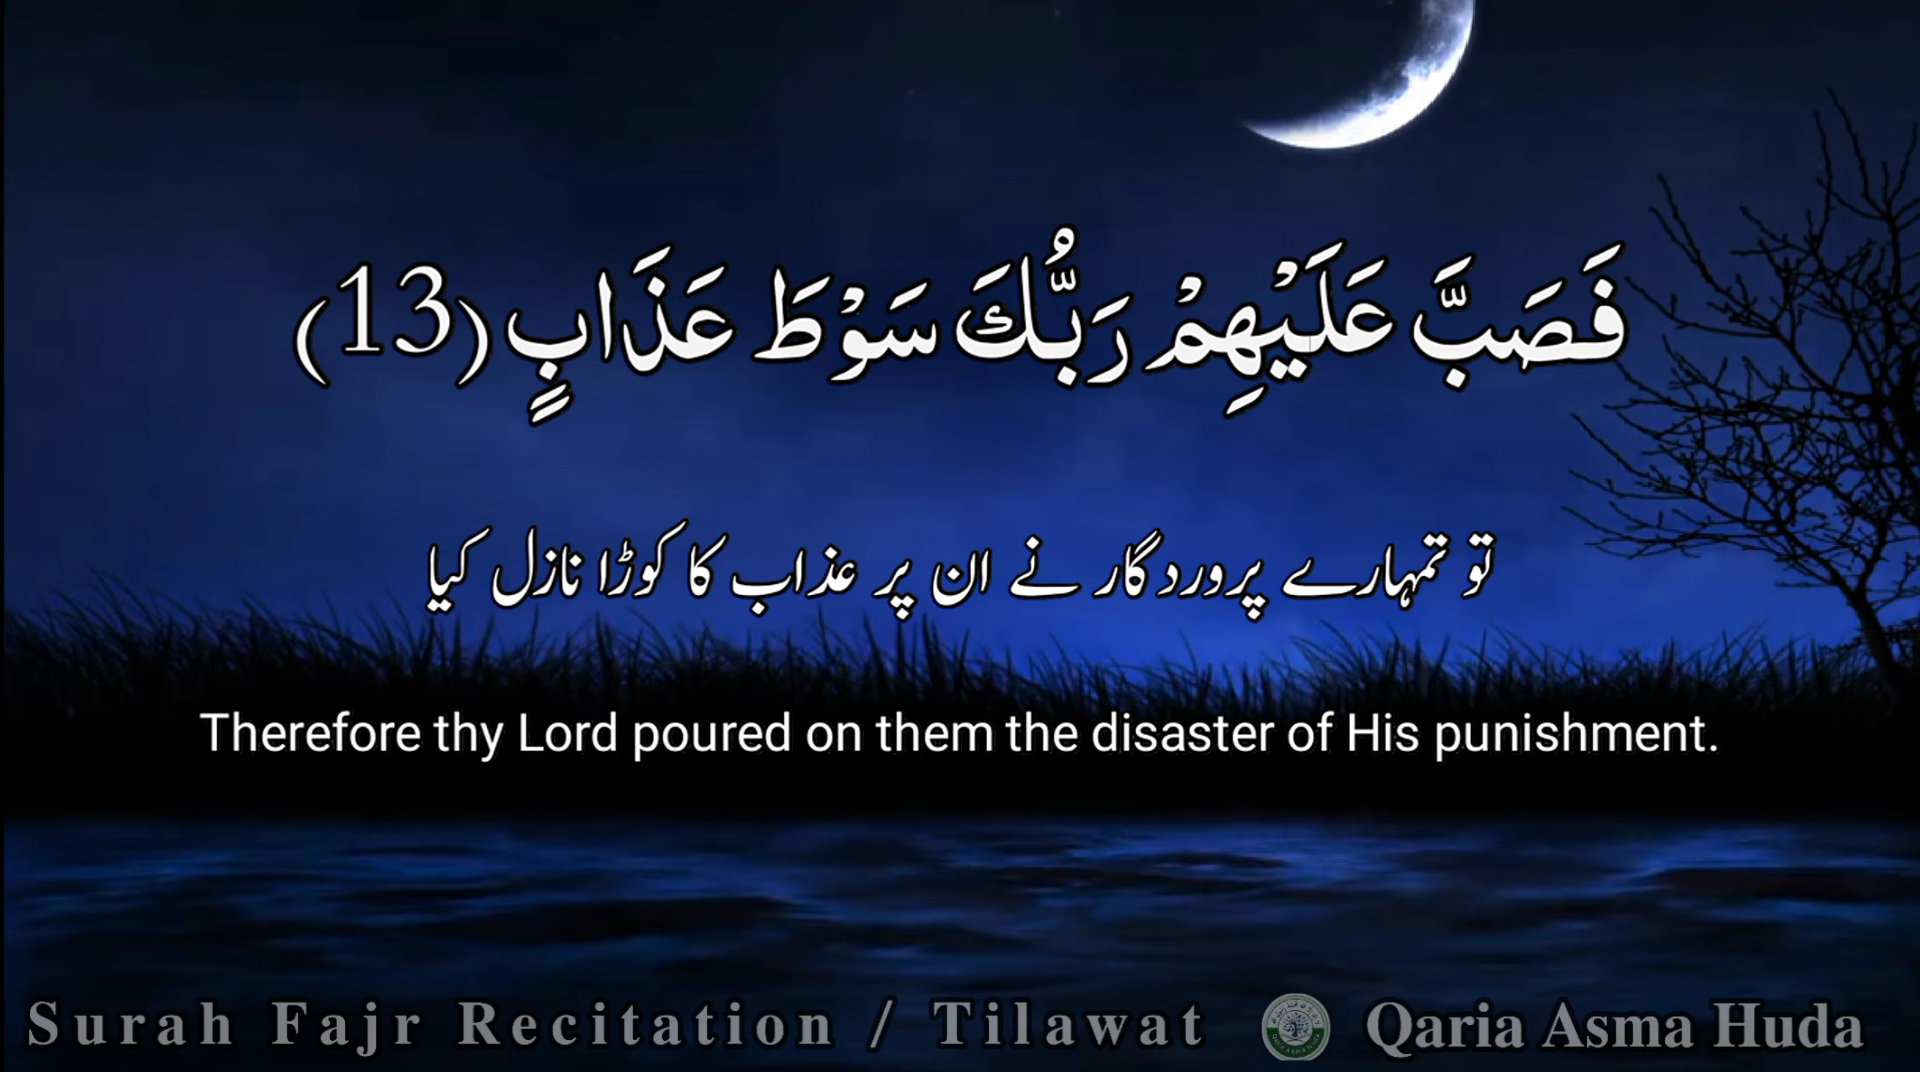 فَصَبَّ عَلَيْهِمْ رَبُّكَ سَوْطَ عَذَابٍ (13)
تو تمہارے پروردگار نے ان پر عذاب کا کوڑا نازل کیا
Therefore thy Lord poured on them the disaster of His punishment.
Surah Fajr Recitation / Tilawat Qaria Asma Huda